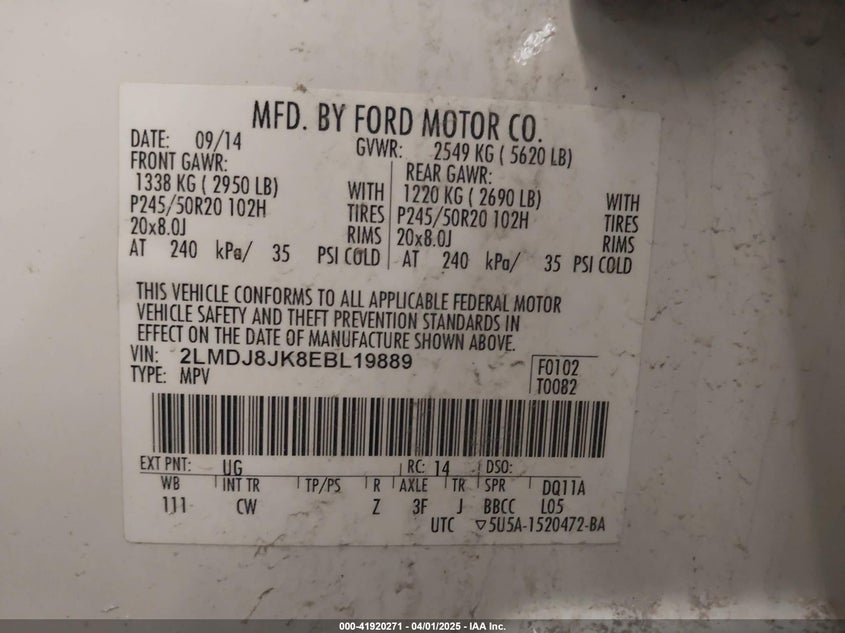 MFD. BY FORD MOTOR CO.
DATE: 09/14 GVWR: 2549 KG ( 5620 LB)
FRONT GAWR: REAR GAWR:
1338 KG ( 2950 LB) WITH 1220 KG ( 2690 LB) WITH
P245/50R20 102H TIRES P245/50R20 102H TIRES
20x8.0J RIMS 20x8.0J RIMS
AT 240 kPa/ 35 PSI COLD AT 240 kPa/ 35 PSI COLD
THIS VEHICLE CONFORMS TO ALL APPLICABLE FEDERAL MOTOR
VEHICLE SAFETY AND THEFT PREVENTION STANDARDS IN
EFFECT ON THE DATE OF MANUFACTURE SHOWN ABOVE.
VIN: 2LMDJ8JK8EBL19889 F0102
TYPE: MPV T0082
EXT PNT: UG RC: 14 DSO:
WB INT TR TP/PS R AXLE TR SPR DQ11A
111 CW Z 3F J BBCC L05
UTC ▽5U5A-1520472-BA
000-41920271 - 04/01/2025 - IAA Inc.